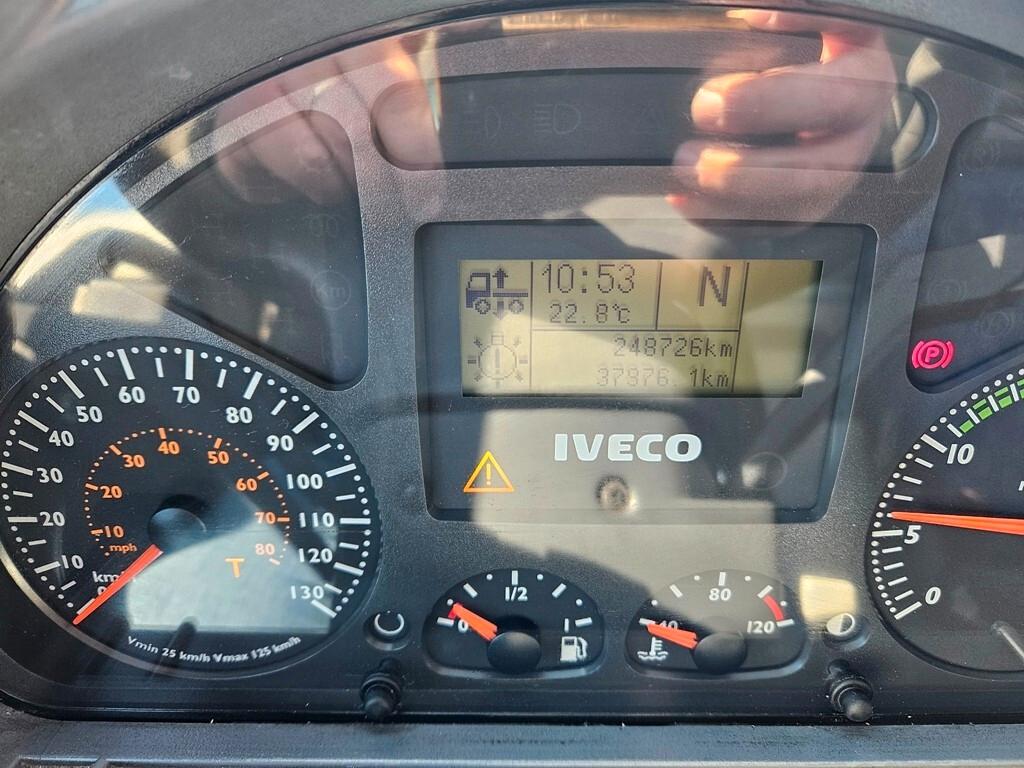 10:53
N
22.8°C
248726km
37976.1km
IVECO
10 20 30 40 50 60 70 80 90 100 110 120 130
10 20 30 40 50 60 70 80
mph
km/h
T
Vmin 25 km/h Vmax 125 km/h
0 1/2 1
40 80 120
0 5 10
P